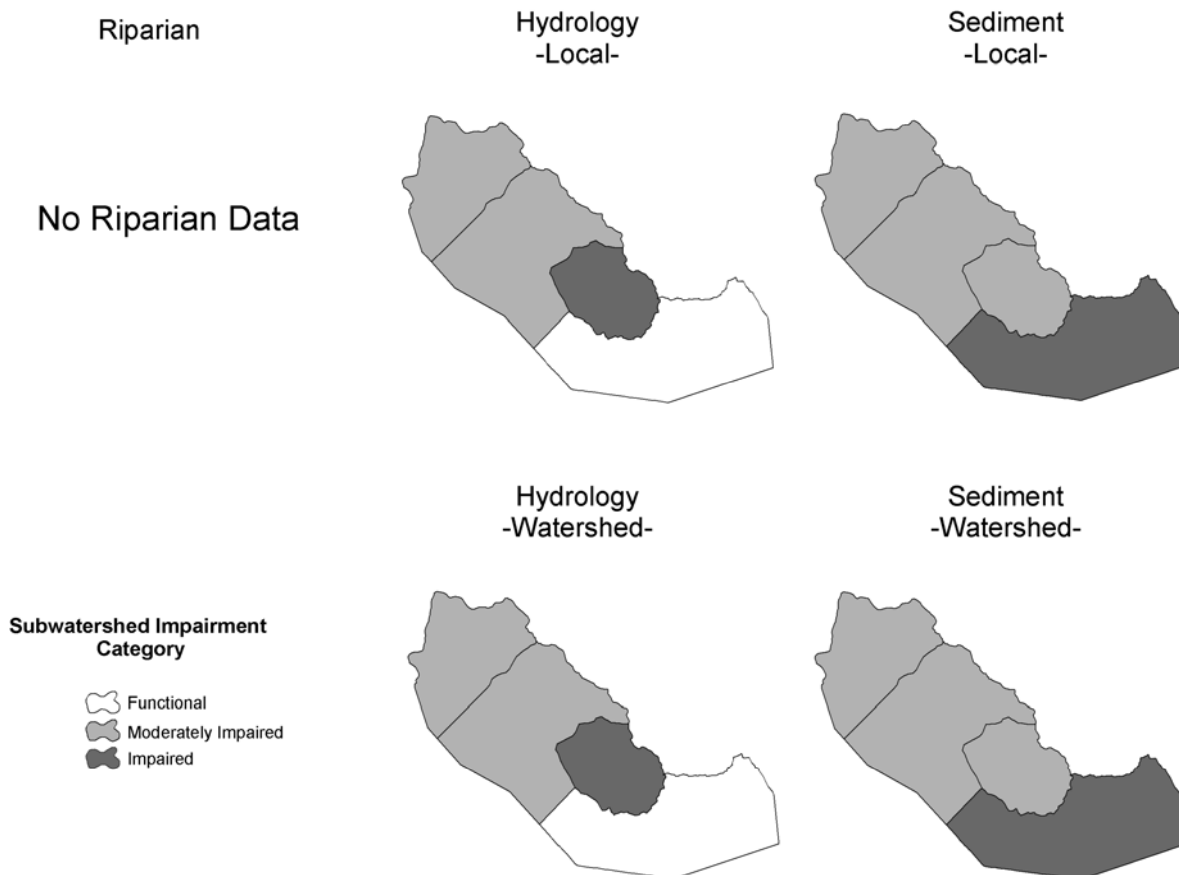 Riparian
Hydrology
-Local-
Sediment
-Local-
No Riparian Data
Hydrology
-Watershed-
Sediment
-Watershed-
Subwatershed Impairment
Category
Functional
Moderately Impaired
Impaired